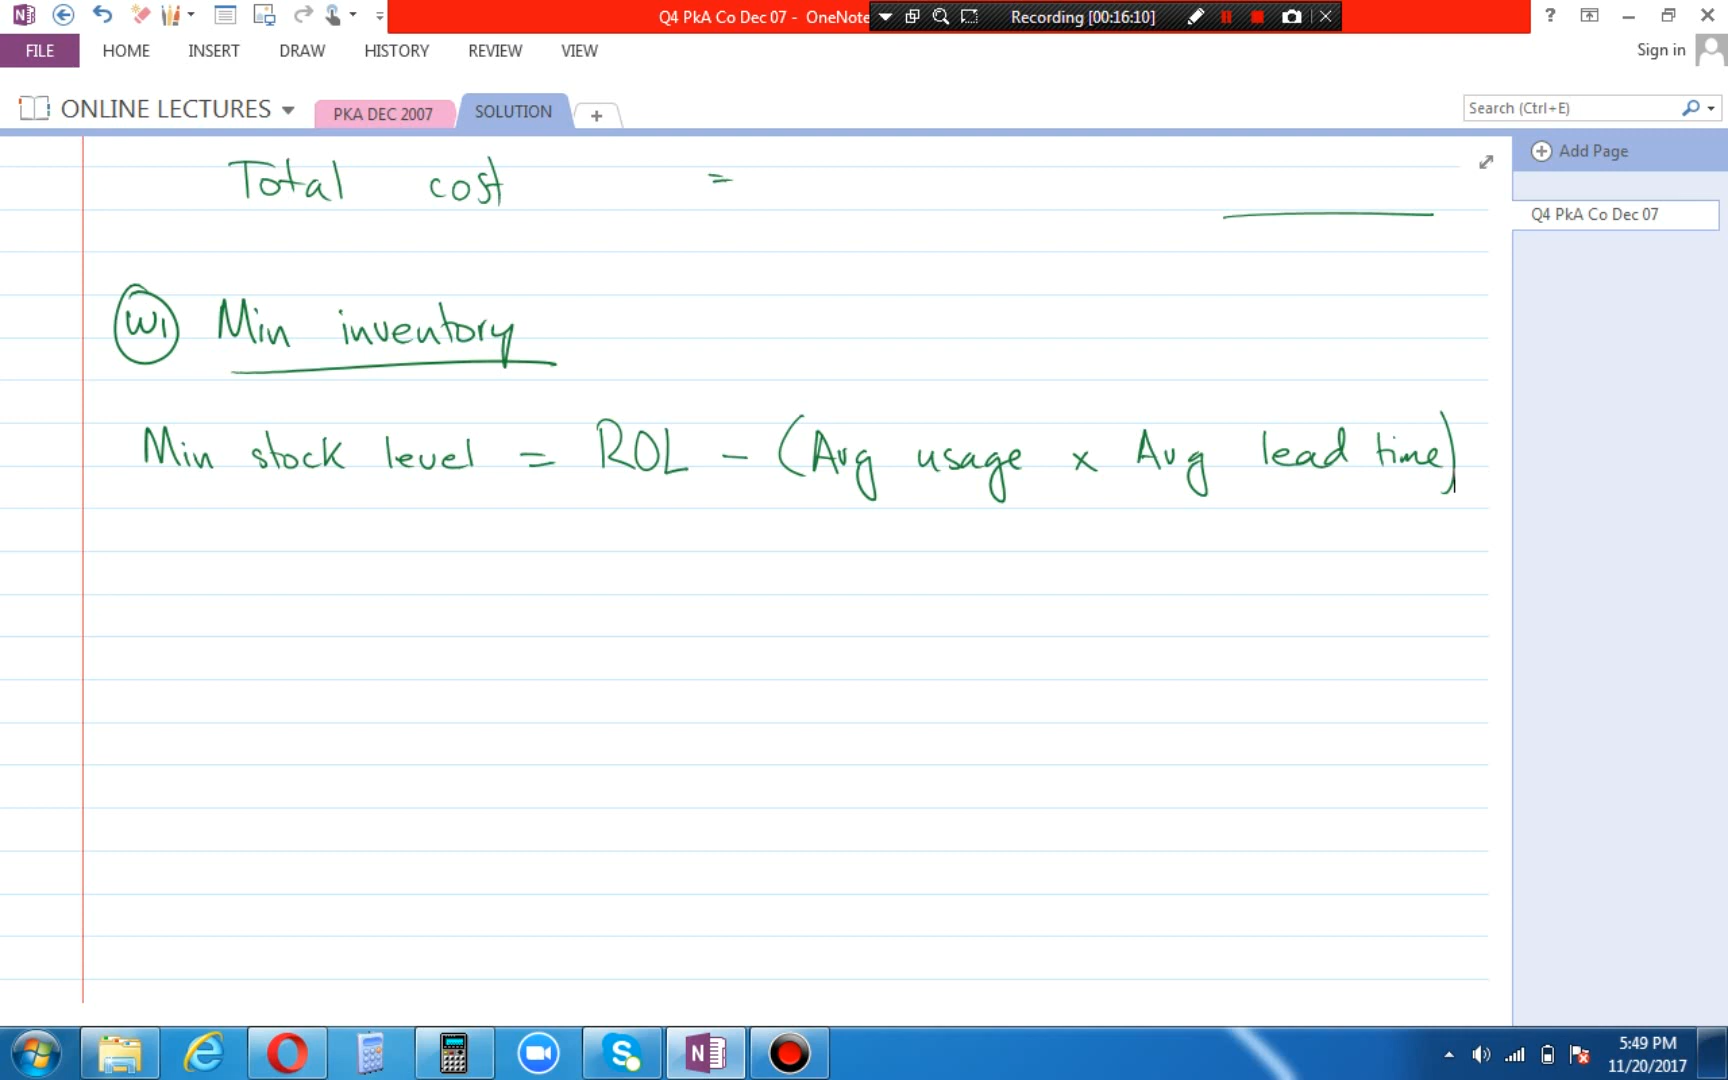 Q4 PkA Co Dec 07 - OneNote
Recording [00:16:10]
FILE HOME INSERT DRAW HISTORY REVIEW VIEW
Sign in
ONLINE LECTURES
PKA DEC 2007
SOLUTION
Search (Ctrl+E)
Add Page
Q4 PkA Co Dec 07
Total cost =
W1 Min inventory
Min stock level = ROL - (Avg usage x Avg lead time)
5:49 PM
11/20/2017